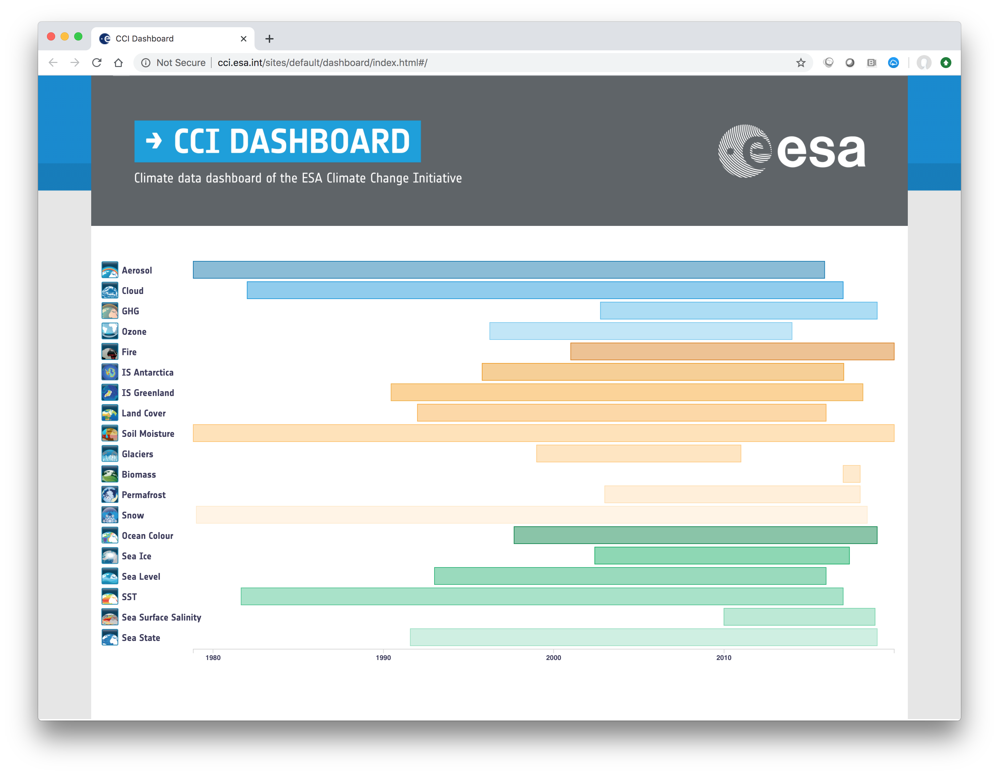 CCI Dashboard
Not Secure cci.esa.int/sites/default/dashboard/index.html#/
→ CCI DASHBOARD
esa
Climate data dashboard of the ESA Climate Change Initiative
Aerosol
Cloud
GHG
Ozone
Fire
IS Antarctica
IS Greenland
Land Cover
Soil Moisture
Glaciers
Biomass
Permafrost
Snow
Ocean Colour
Sea Ice
Sea Level
SST
Sea Surface Salinity
Sea State
1980 1990 2000 2010